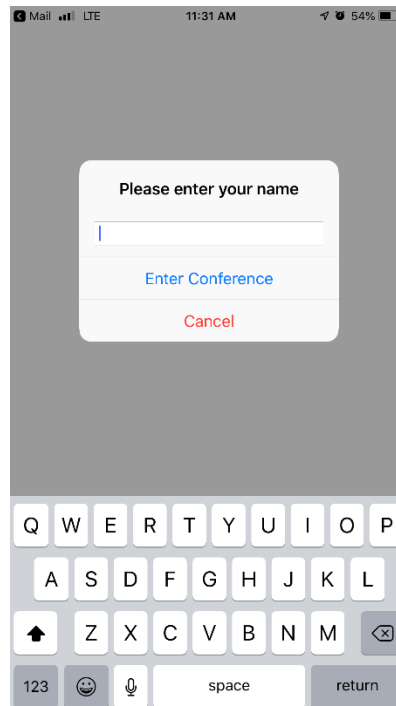 Mail LTE 11:31 AM 54%
Please enter your name
Enter Conference
Cancel
Q W E R T Y U I O P
A S D F G H J K L
Z X C V B N M
123 space return